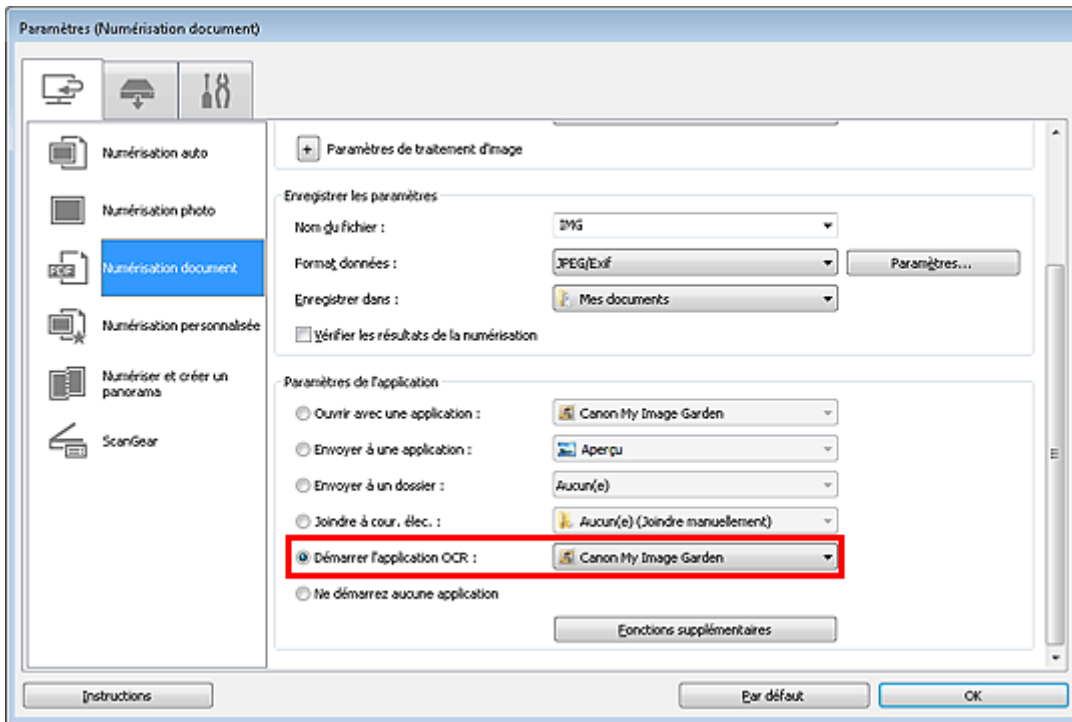 Paramètres (Numérisation document)
Numérisation auto
Numérisation photo
PDF
Numérisation document
Numérisation personnalisée
Numériser et créer un
panorama
ScanGear
+ Paramètres de traitement d'image
Enregistrer les paramètres
Nom du fichier : IMG
Format données : JPEG/Exif Paramètres...
Enregistrer dans : Mes documents
Vérifier les résultats de la numérisation
Paramètres de l'application
Ouvrir avec une application : Canon My Image Garden
Envoyer à une application : Aperçu
Envoyer à un dossier : Aucun(e)
Joindre à cour. élec. : Aucun(e) (Joindre manuellement)
Démarrer l'application OCR : Canon My Image Garden
Ne démarrez aucune application
Fonctions supplémentaires
Instructions Par défaut OK